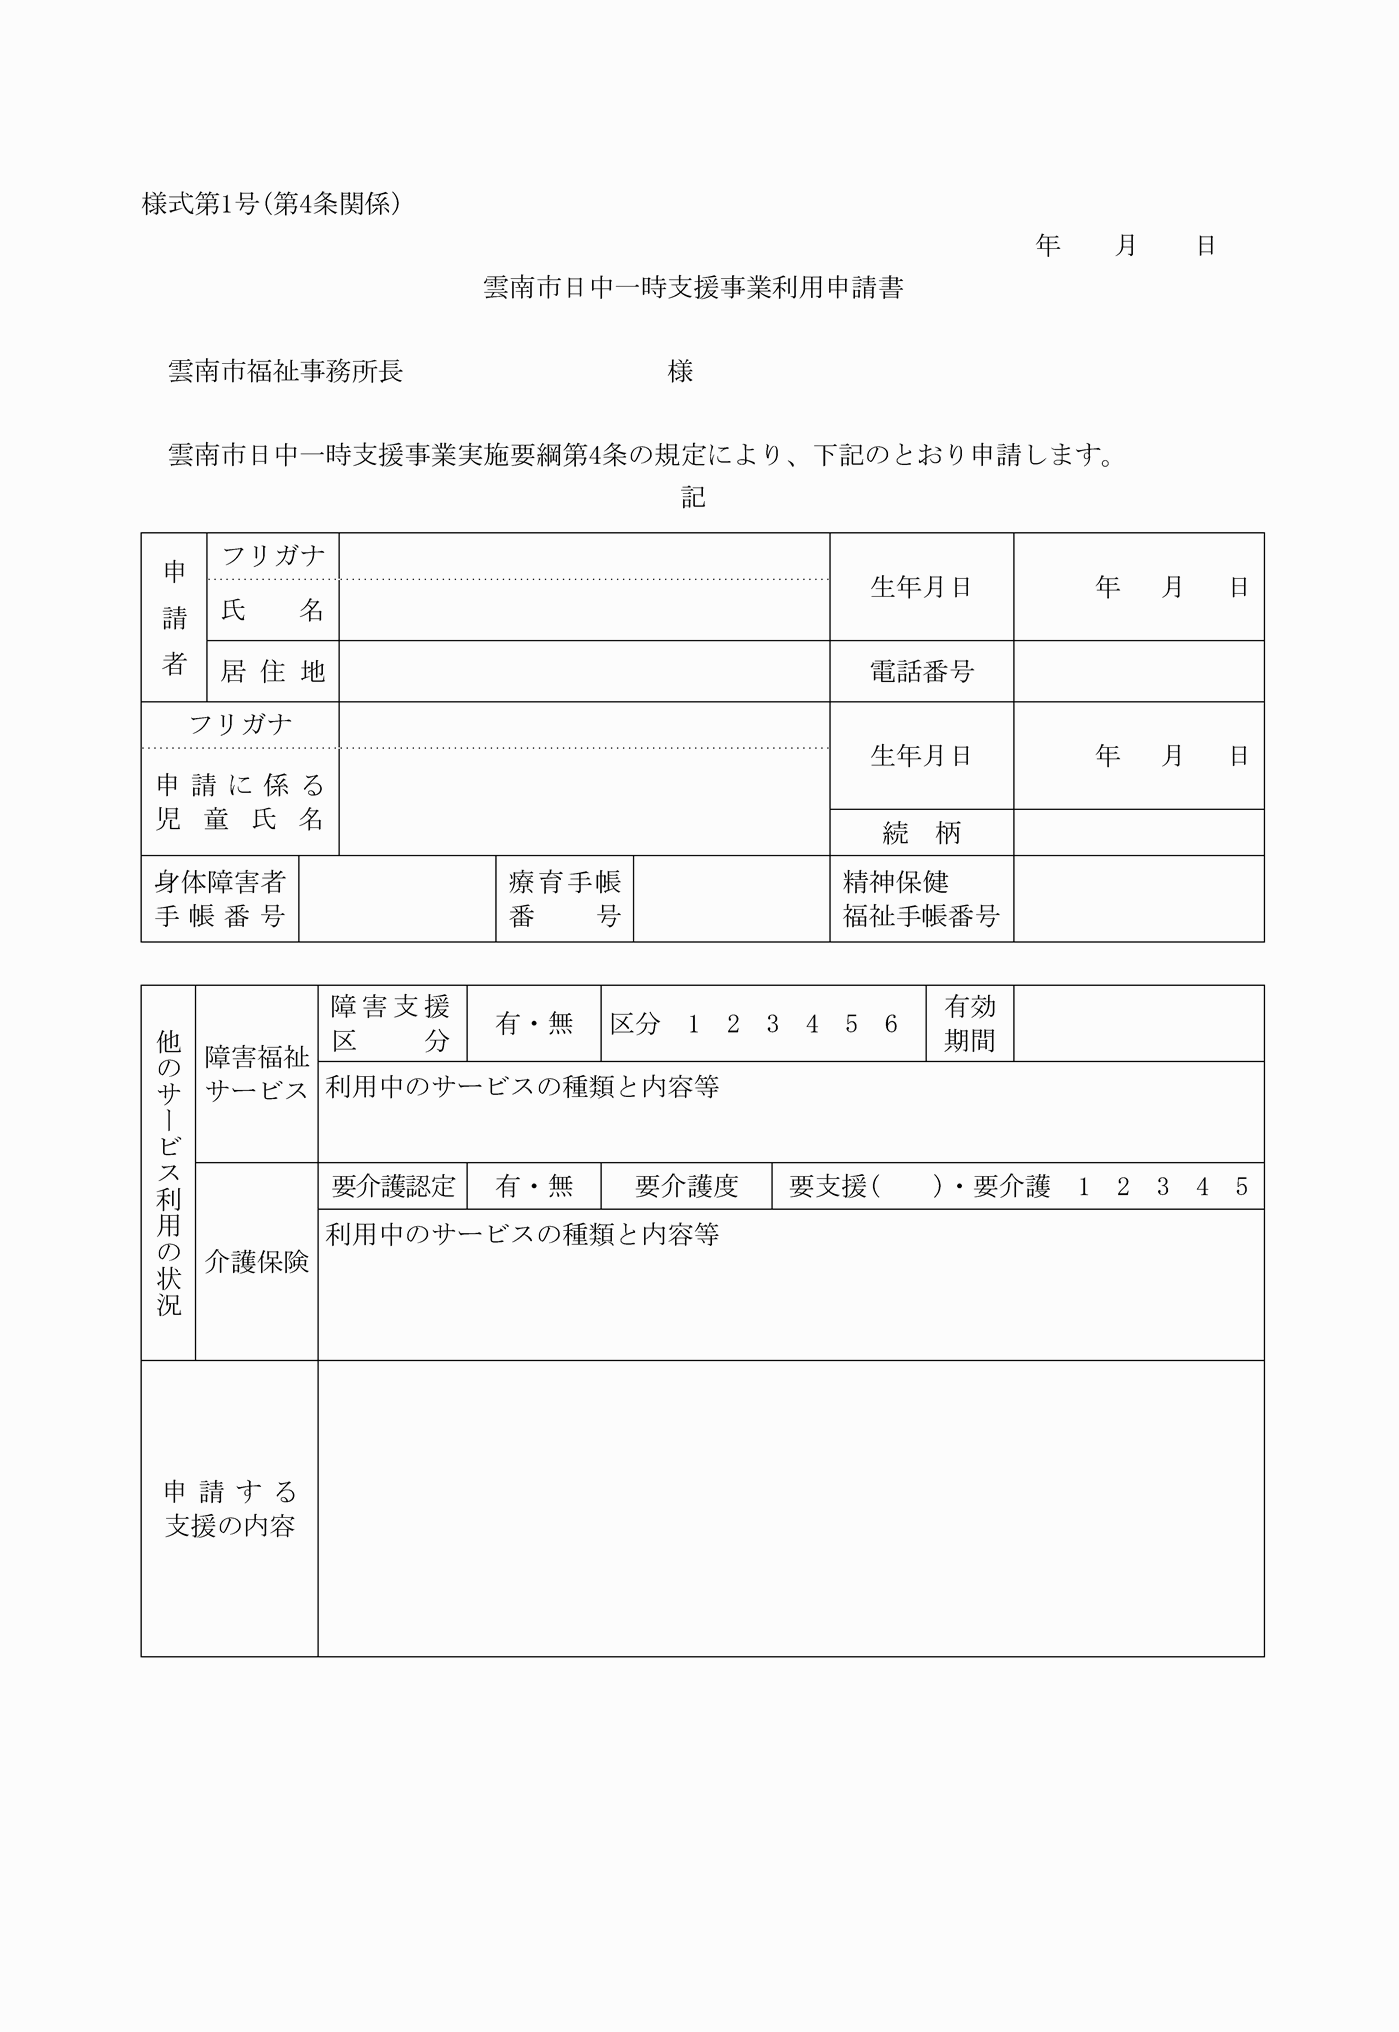 様式第1号(第4条関係)
年　月　日
雲南市日中一時支援事業利用申請書
雲南市福祉事務所長　様
雲南市日中一時支援事業実施要綱第4条の規定により、下記のとおり申請します。
記
申請者
フリガナ
氏　名
生年月日
年　月　日
居住地
電話番号
フリガナ
申請に係る
児童氏名
生年月日
年　月　日
続　柄
身体障害者
手帳番号
療育手帳
番　号
精神保健
福祉手帳番号
他のサービス利用の状況
障害福祉
サービス
障害支援
区　分
有・無
区分　1　2　3　4　5　6
有効
期間
利用中のサービスの種類と内容等
介護保険
要介護認定
有・無
要介護度
要支援(　　)・要介護　1　2　3　4　5
利用中のサービスの種類と内容等
申請する
支援の内容